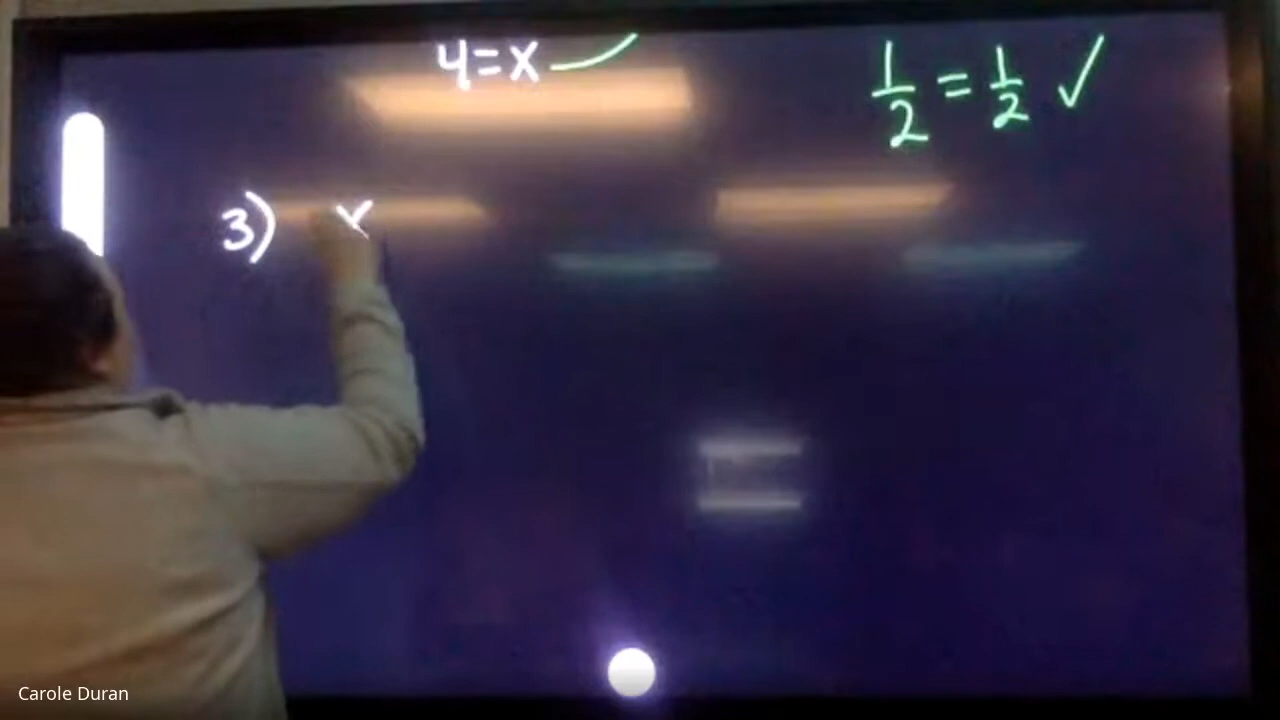 4=x
1/2 = 1/2 ✓
3) x
Carole Duran